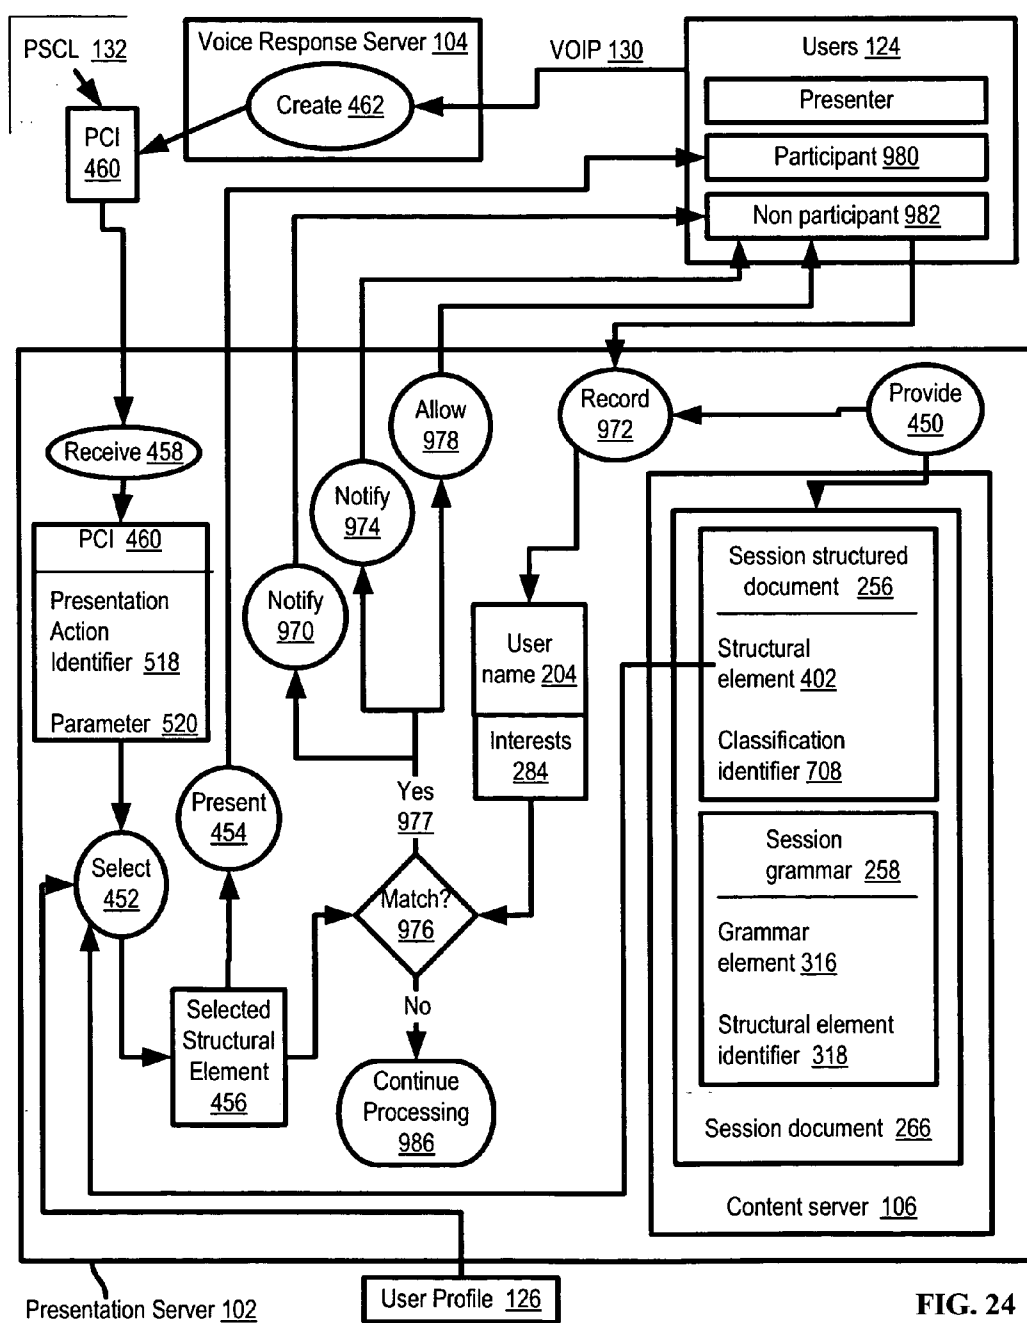 PSCL 132
Voice Response Server 104
VOIP 130
Users 124
Create 462
Presenter
PCI
460
Participant 980
Non participant 982
Allow
978
Record
972
Provide
450
Receive 458
Notify
974
PCI 460
Presentation
Action
Identifier 518
Parameter 520
Notify
970
Session structured
document 256
Structural
element 402
Classification
identifier 708
User
name 204
Interests
284
Present
454
Yes
977
Select
452
Match?
976
Session
grammar 258
Grammar
element 316
Structural element
identifier 318
Selected
Structural
Element
456
No
Continue
Processing
986
Session document 266
Content server 106
Presentation Server 102
User Profile 126
FIG. 24